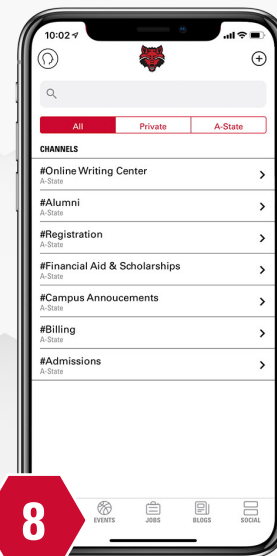 10:02
All Private A-State
CHANNELS
#Online Writing Center
A-State
#Alumni
A-State
#Registration
A-State
#Financial Aid & Scholarships
A-State
#Campus Annoucements
A-State
#Billing
A-State
#Admissions
A-State
8
EVENTS JOBS BLOGS SOCIAL